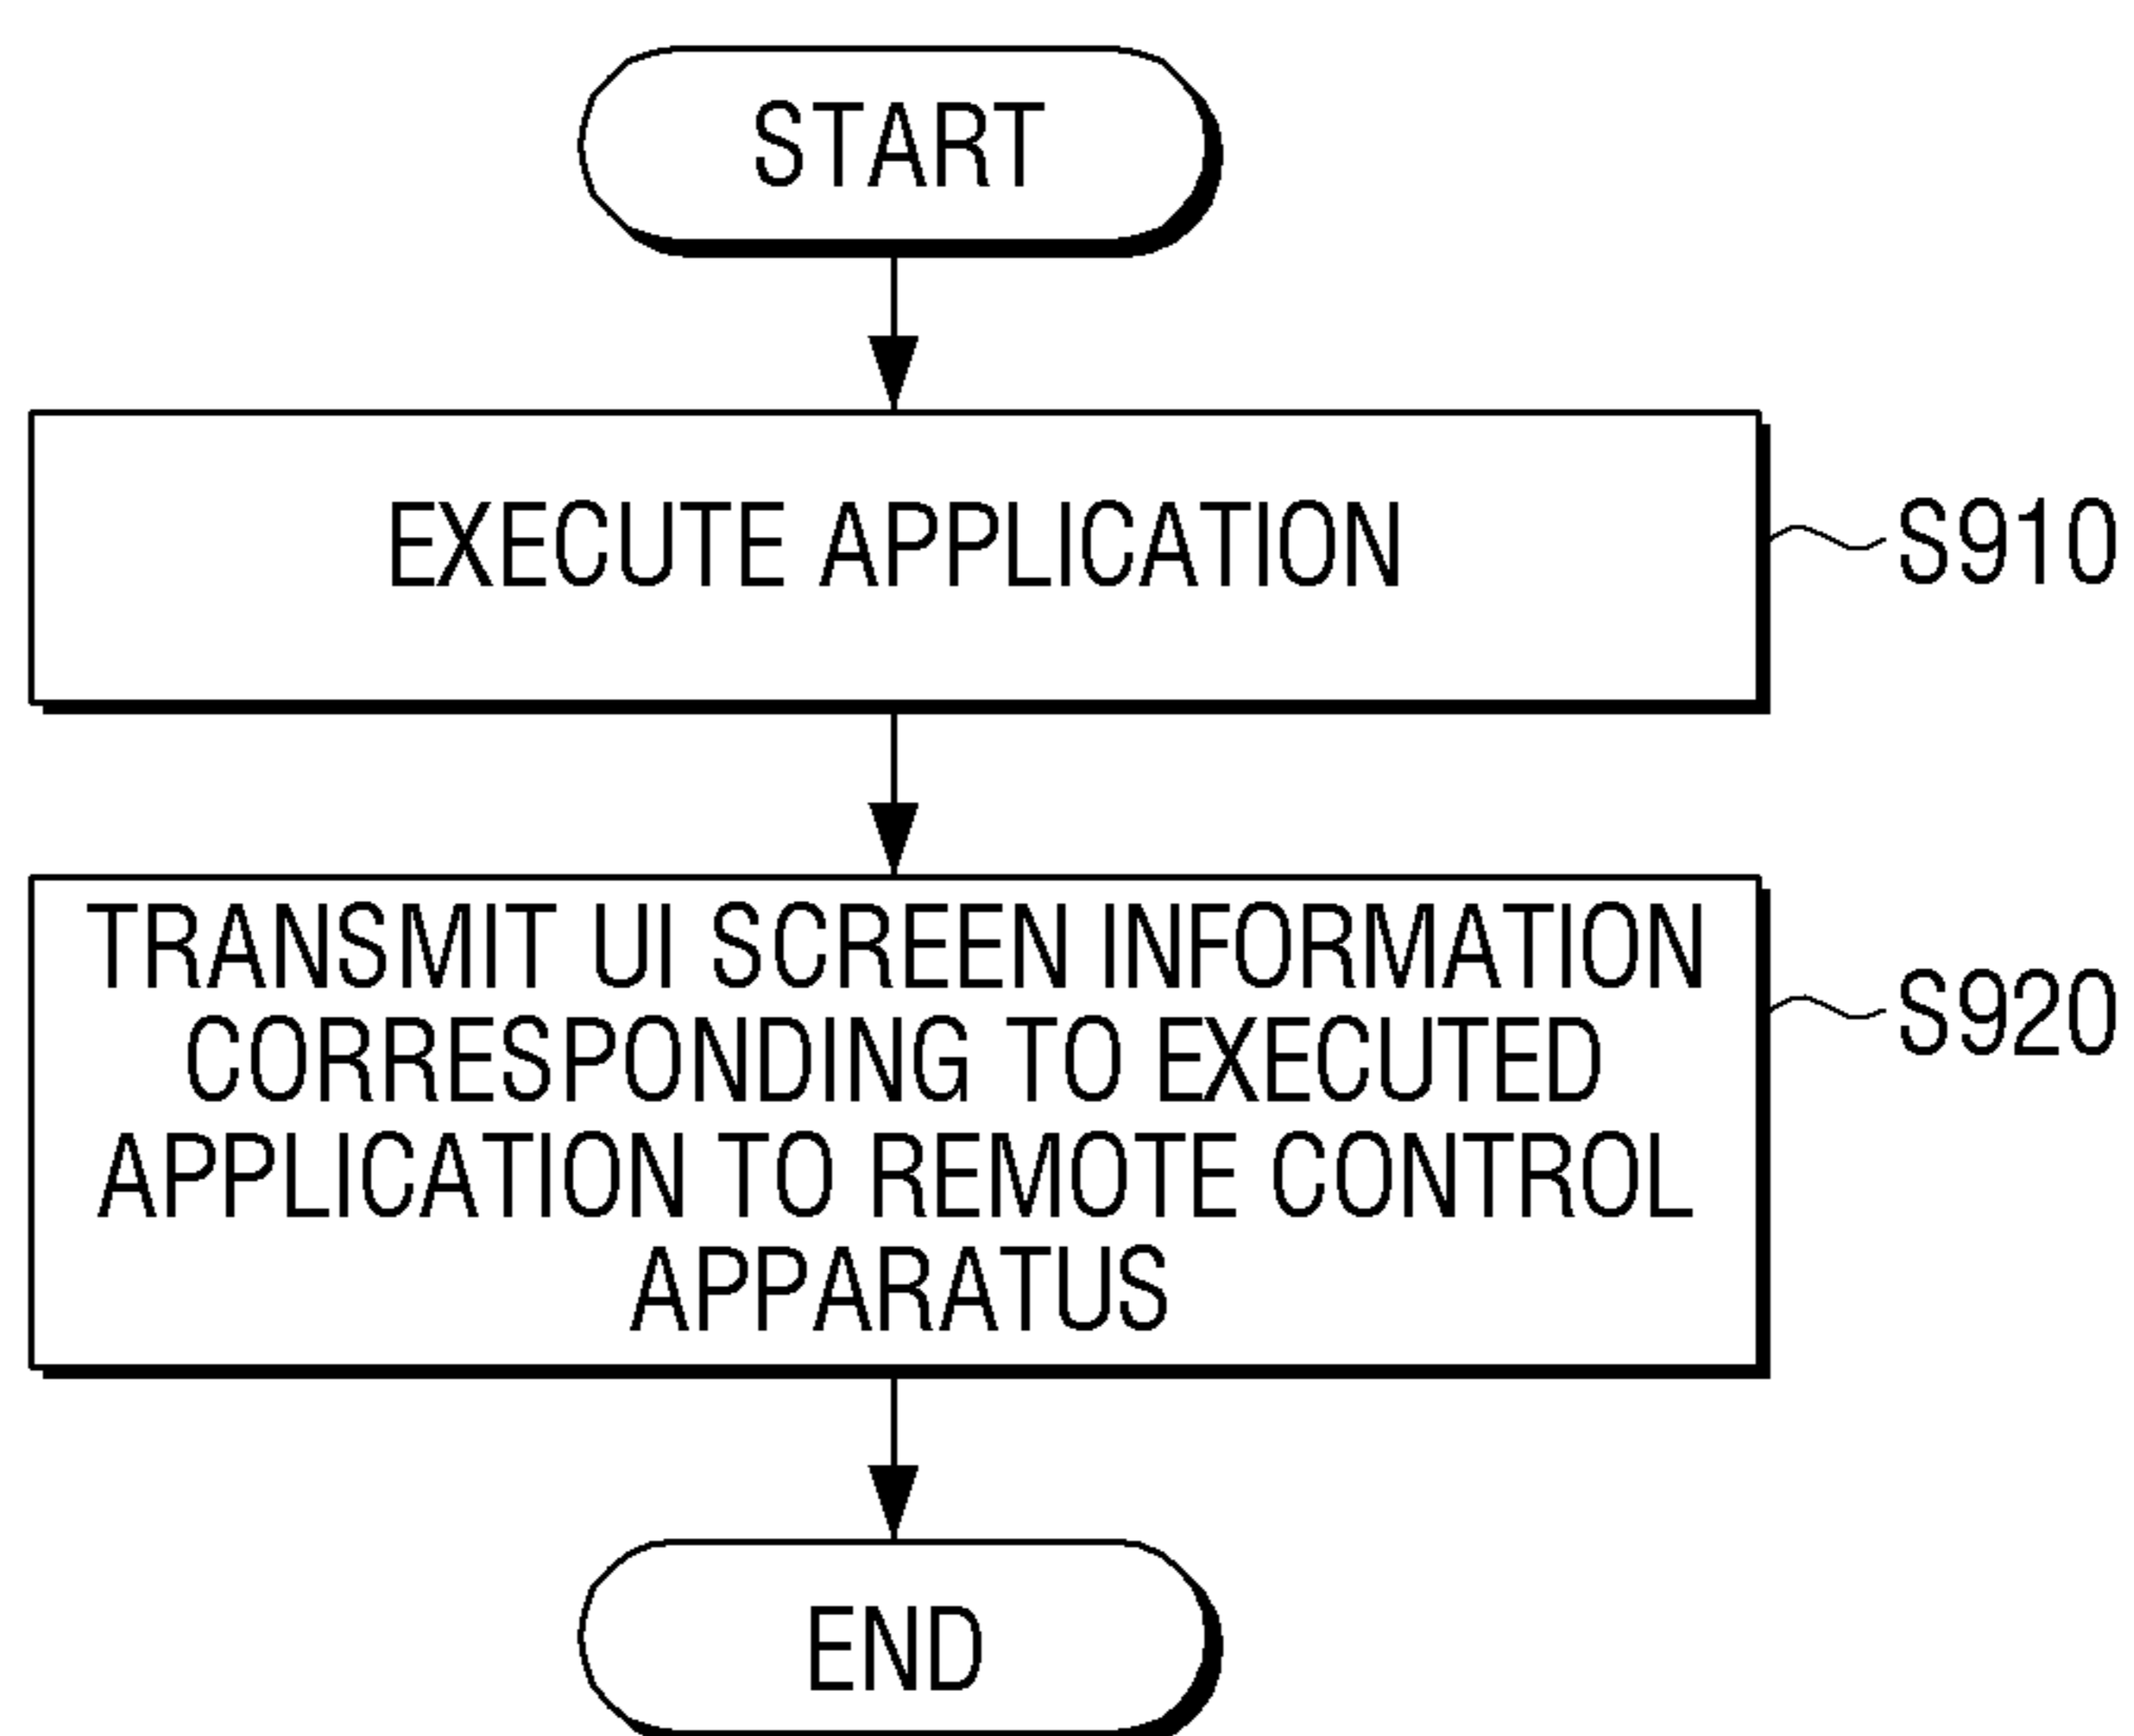 START
EXECUTE APPLICATION
S910
TRANSMIT UI SCREEN INFORMATION
CORRESPONDING TO EXECUTED
APPLICATION TO REMOTE CONTROL
APPARATUS
S920
END